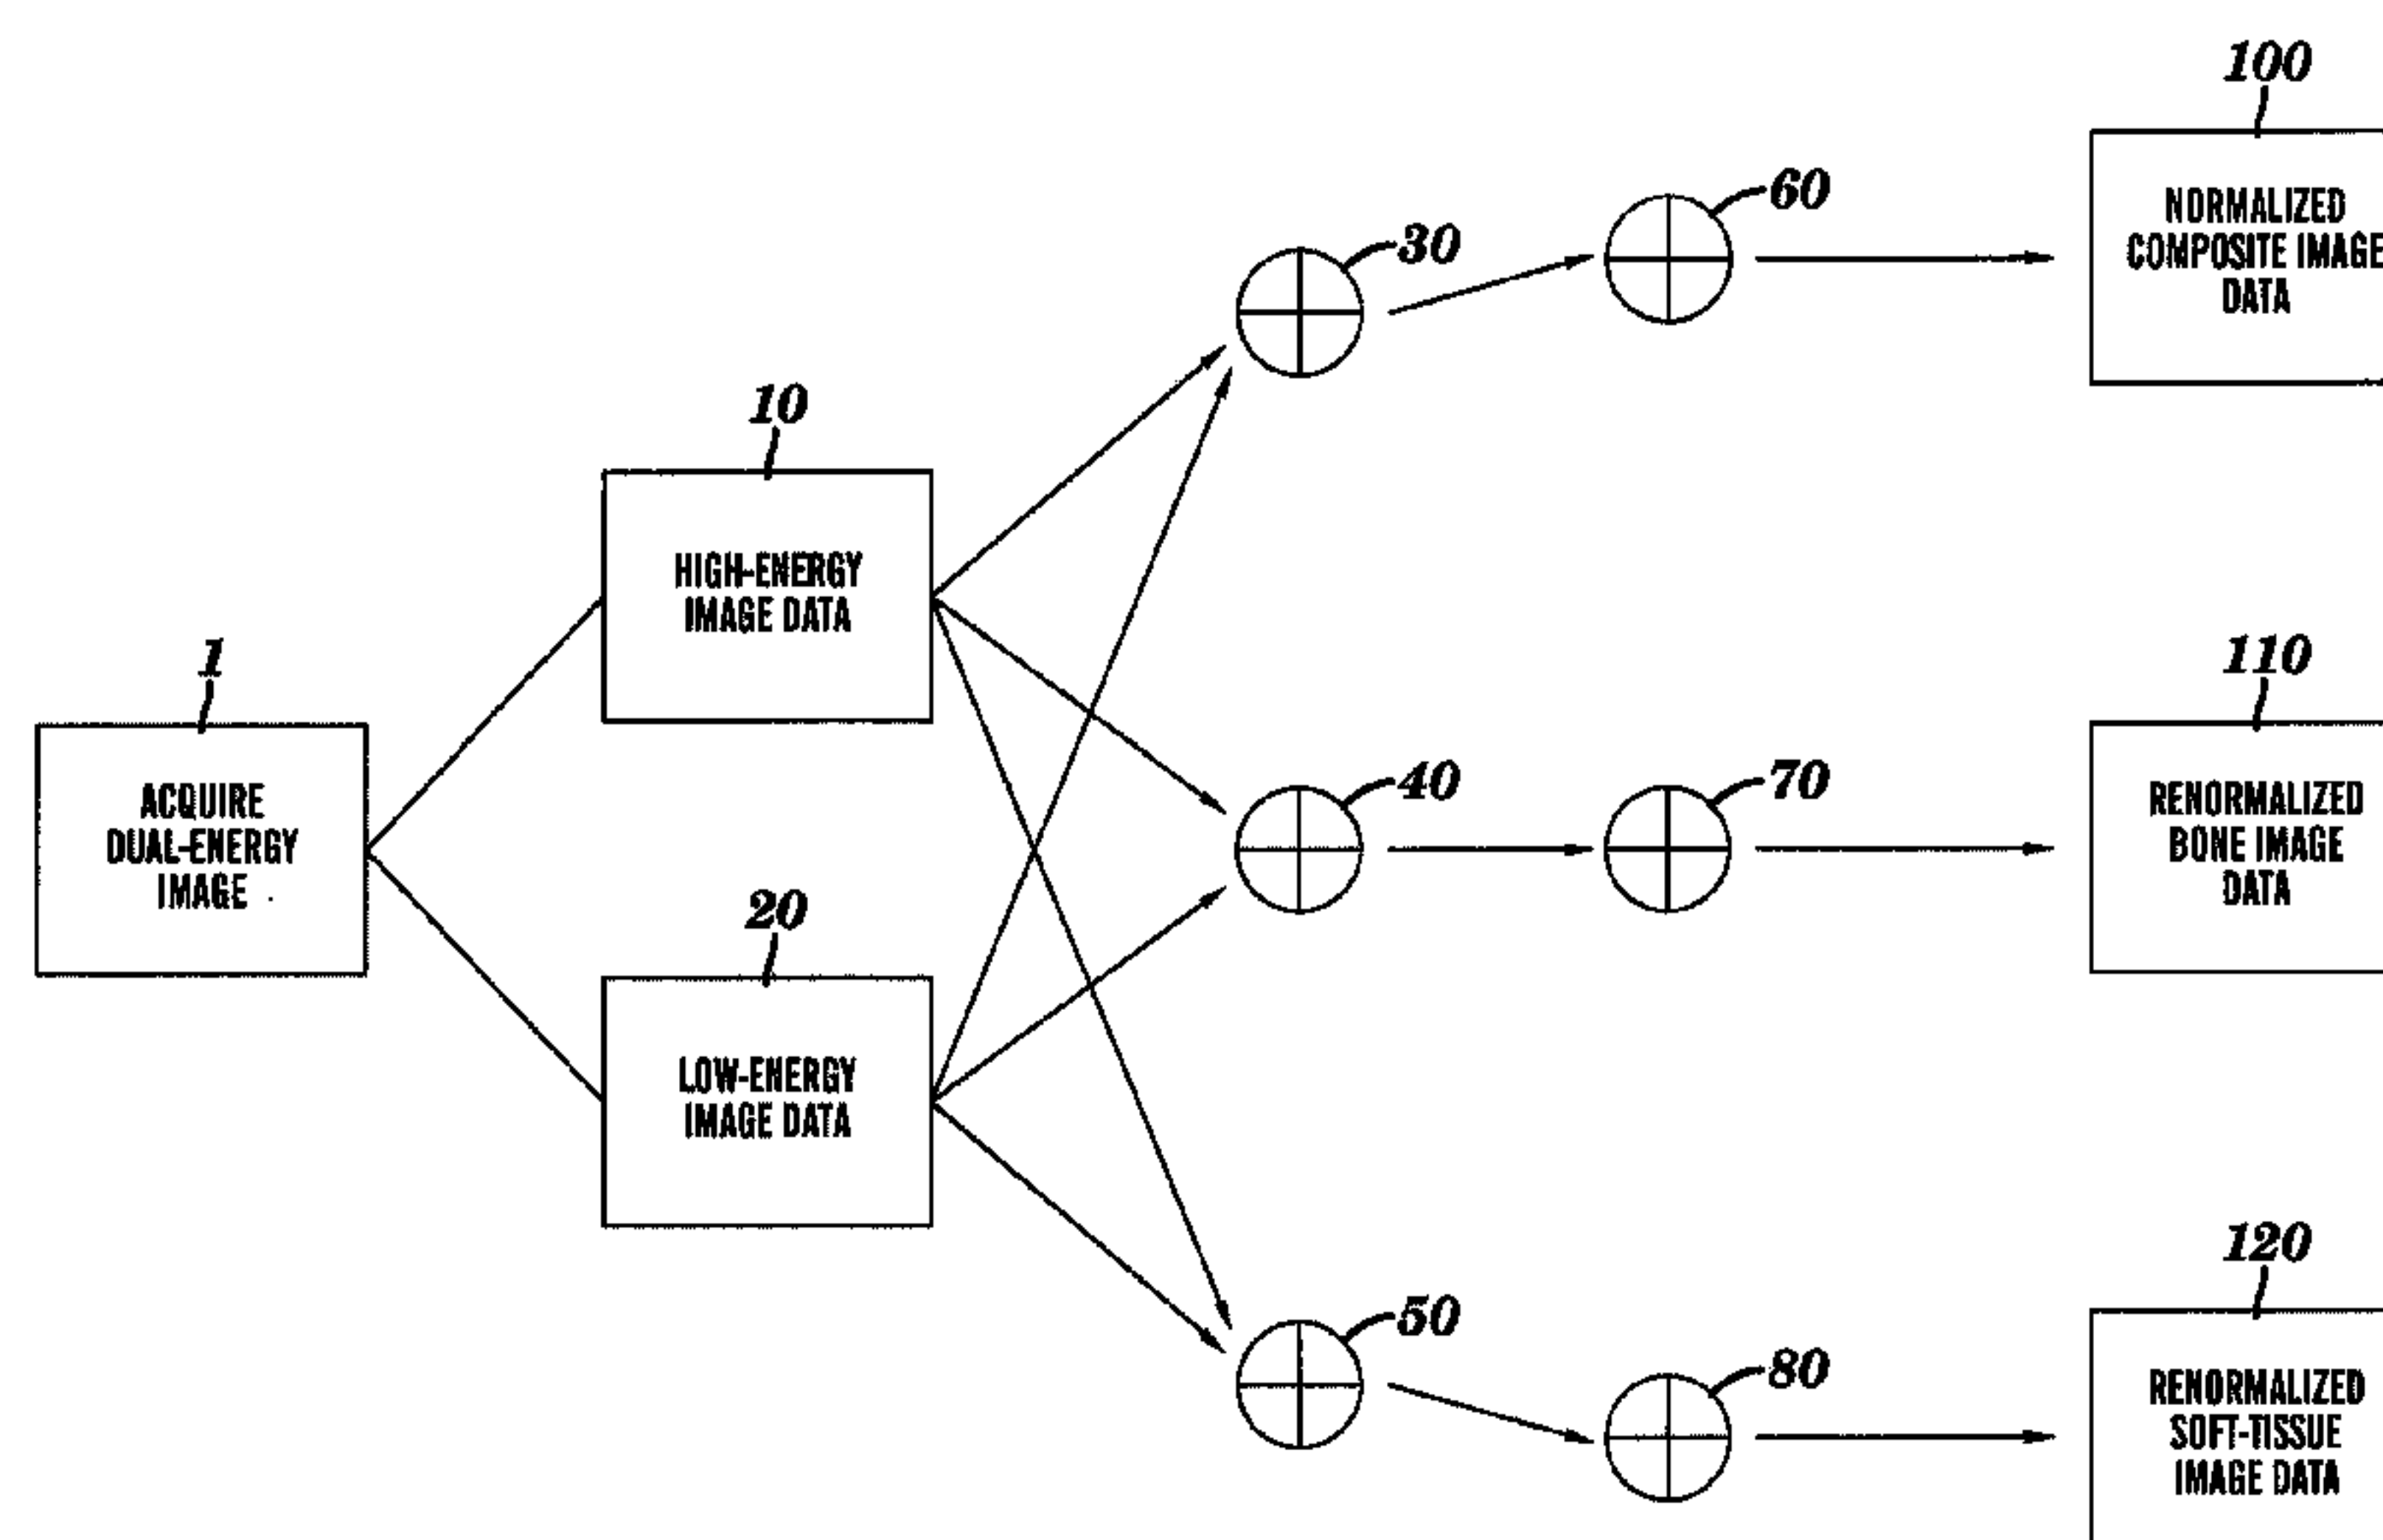 100
NORMALIZED
COMPOSITE IMAGE
DATA
60
30
10
HIGH-ENERGY
IMAGE DATA
1
ACQUIRE
DUAL-ENERGY
IMAGE
110
RENORMALIZED
BONE IMAGE
DATA
40
70
20
LOW-ENERGY
IMAGE DATA
120
RENORMALIZED
SOFT-TISSUE
IMAGE DATA
50
80